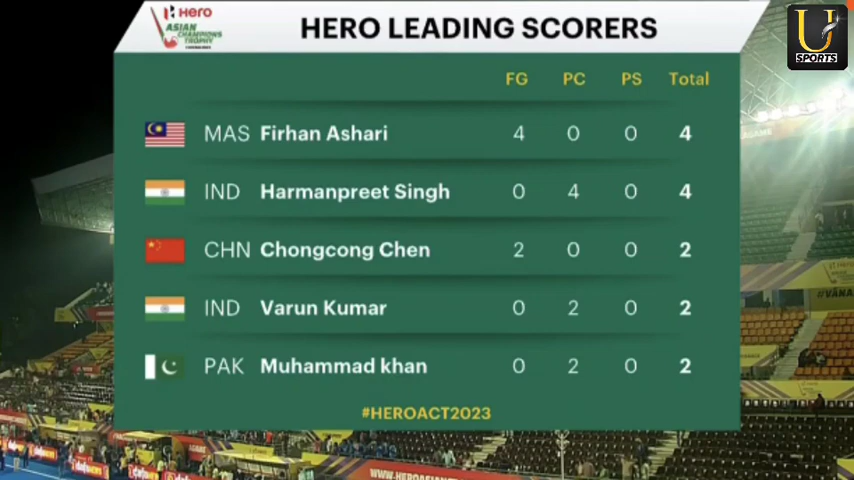 Hero
ASIAN
CHAMPIONS
TROPHY
HERO LEADING SCORERS
U
SPORTS
FG PC PS Total
MAS Firhan Ashari 4 0 0 4
IND Harmanpreet Singh 0 4 0 4
CHN Chongcong Chen 2 0 0 2
IND Varun Kumar 0 2 0 2
PAK Muhammad khan 0 2 0 2
#HEROACT2023
WWW.HEROASIAN